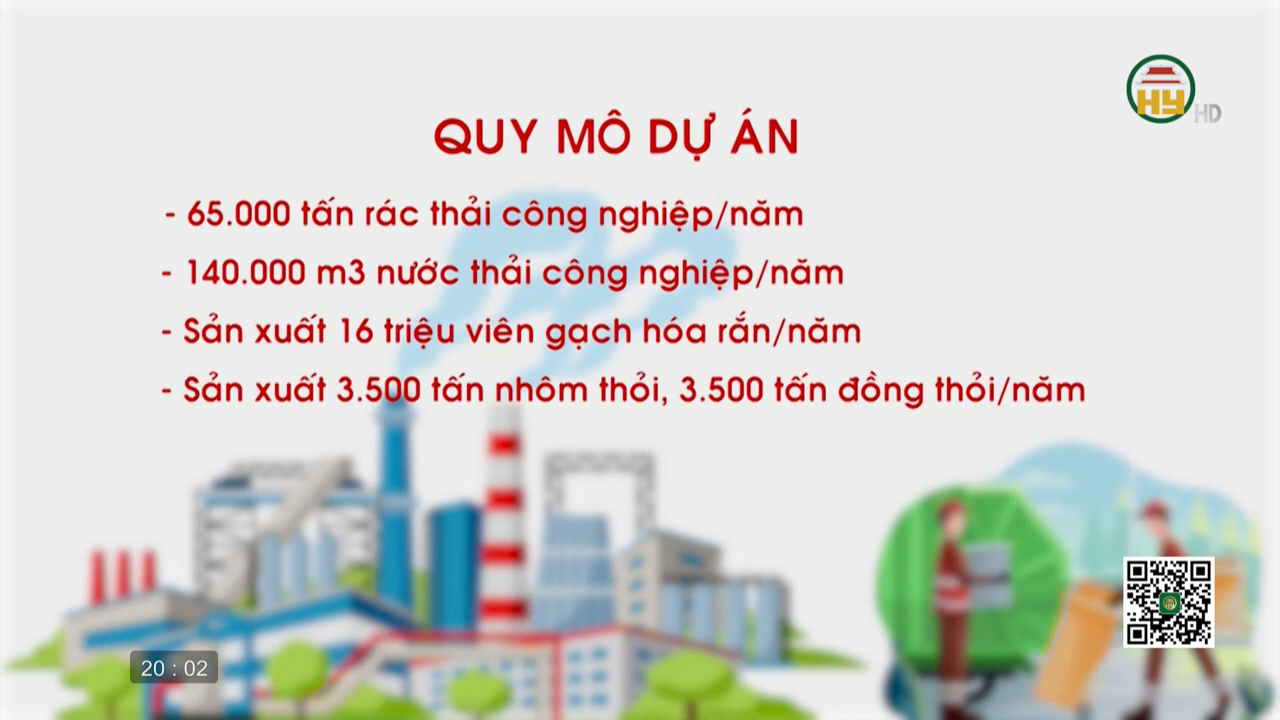 HY HD
QUY MÔ DỰ ÁN
- 65.000 tấn rác thải công nghiệp/năm
- 140.000 m3 nước thải công nghiệp/năm
- Sản xuất 16 triệu viên gạch hóa rắn/năm
- Sản xuất 3.500 tấn nhôm thỏi, 3.500 tấn đồng thỏi/năm
20 : 02